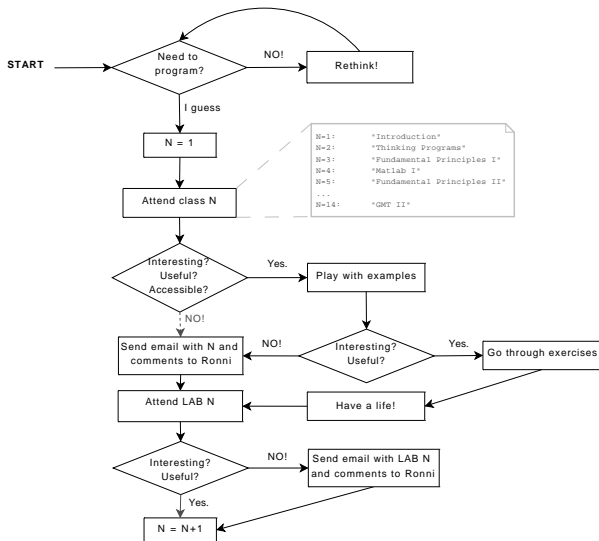 START
Need to
program?
NO!
Rethink!
I guess
N = 1
N=1: "Introduction"
N=2: "Thinking Programs"
N=3: "Fundamental Principles I"
N=4: "Matlab I"
N=5: "Fundamental Principles II"
...
N=14: "GMT II"
Attend class N
Interesting?
Useful?
Accessible?
Yes.
Play with examples
NO!
Send email with N and
comments to Ronni
NO!
Interesting?
Useful?
Yes.
Go through exercises
Attend LAB N
Have a life!
Interesting?
Useful?
NO!
Send email with LAB N
and comments to Ronni
Yes.
N = N+1